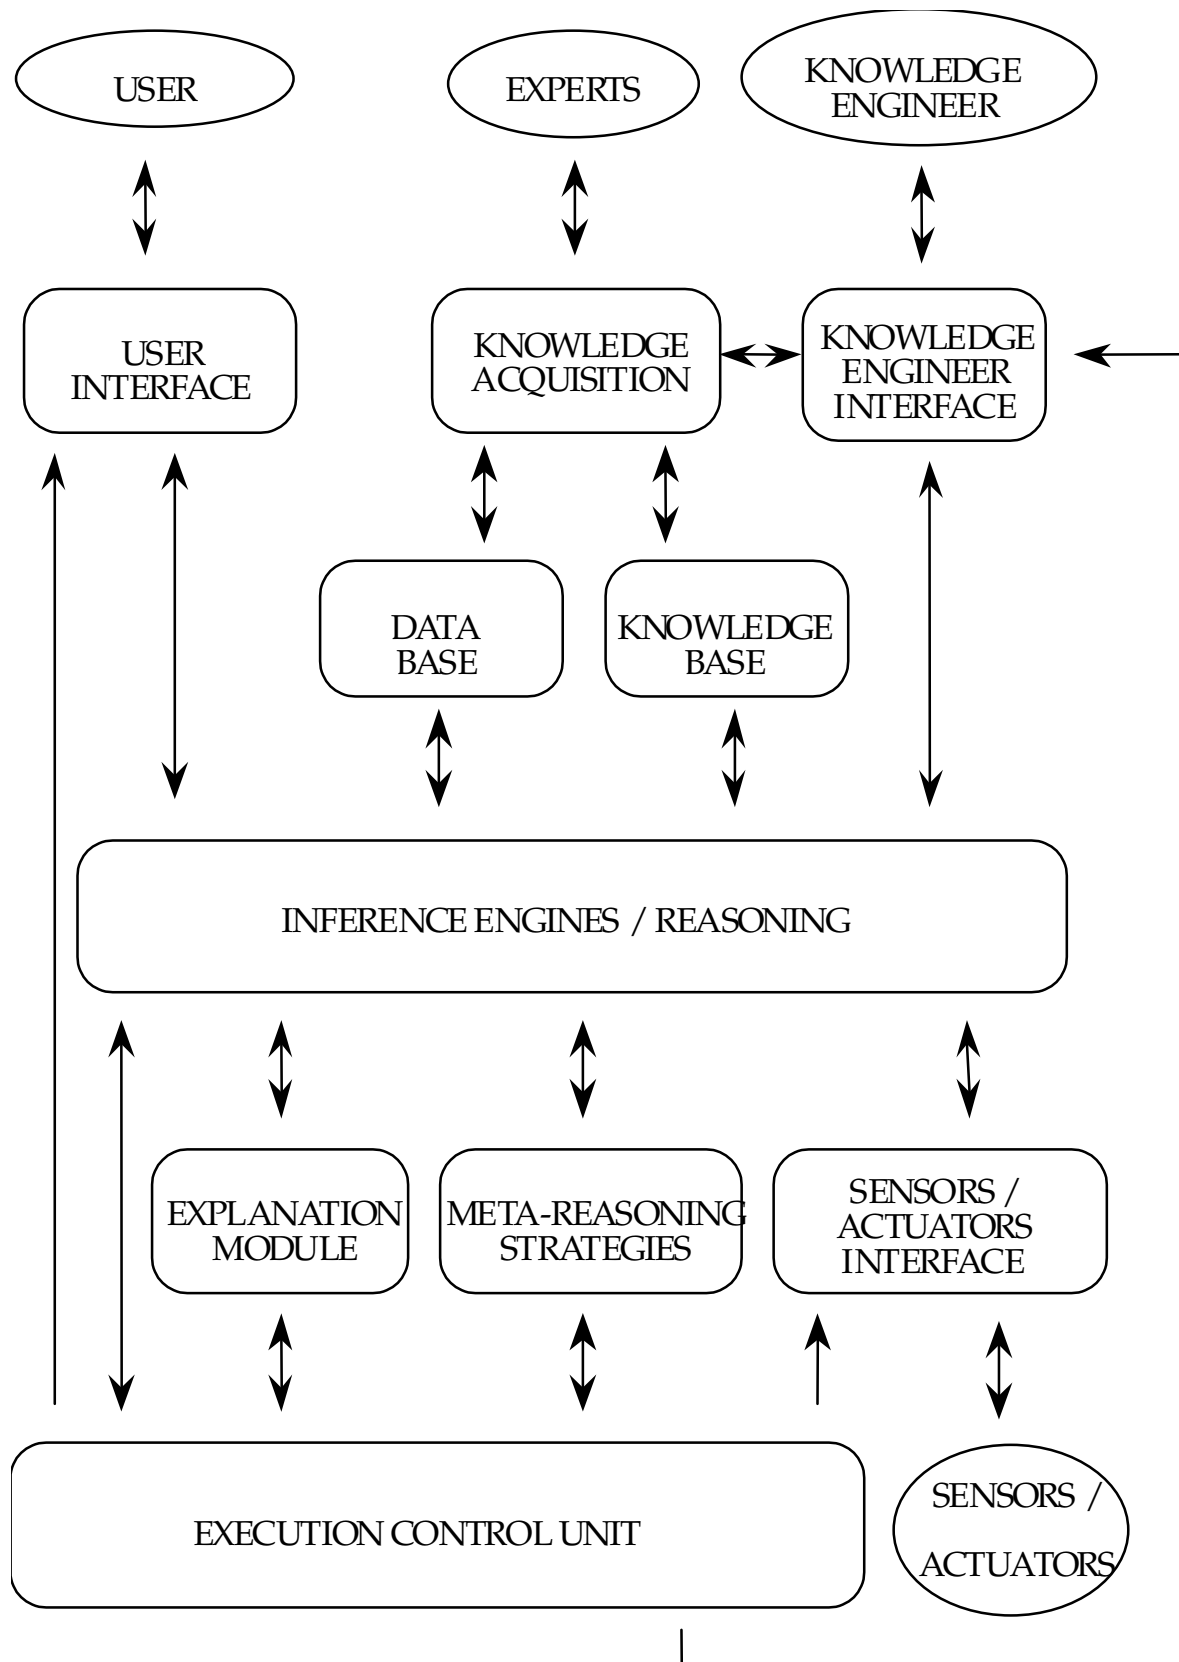 USER
EXPERTS
KNOWLEDGE
ENGINEER
USER
INTERFACE
KNOWLEDGE
ACQUISITION
KNOWLEDGE
ENGINEER
INTERFACE
DATA
BASE
KNOWLEDGE
BASE
INFERENCE ENGINES / REASONING
EXPLANATION
MODULE
META-REASONING
STRATEGIES
SENSORS /
ACTUATORS
INTERFACE
EXECUTION CONTROL UNIT
SENSORS /
ACTUATORS